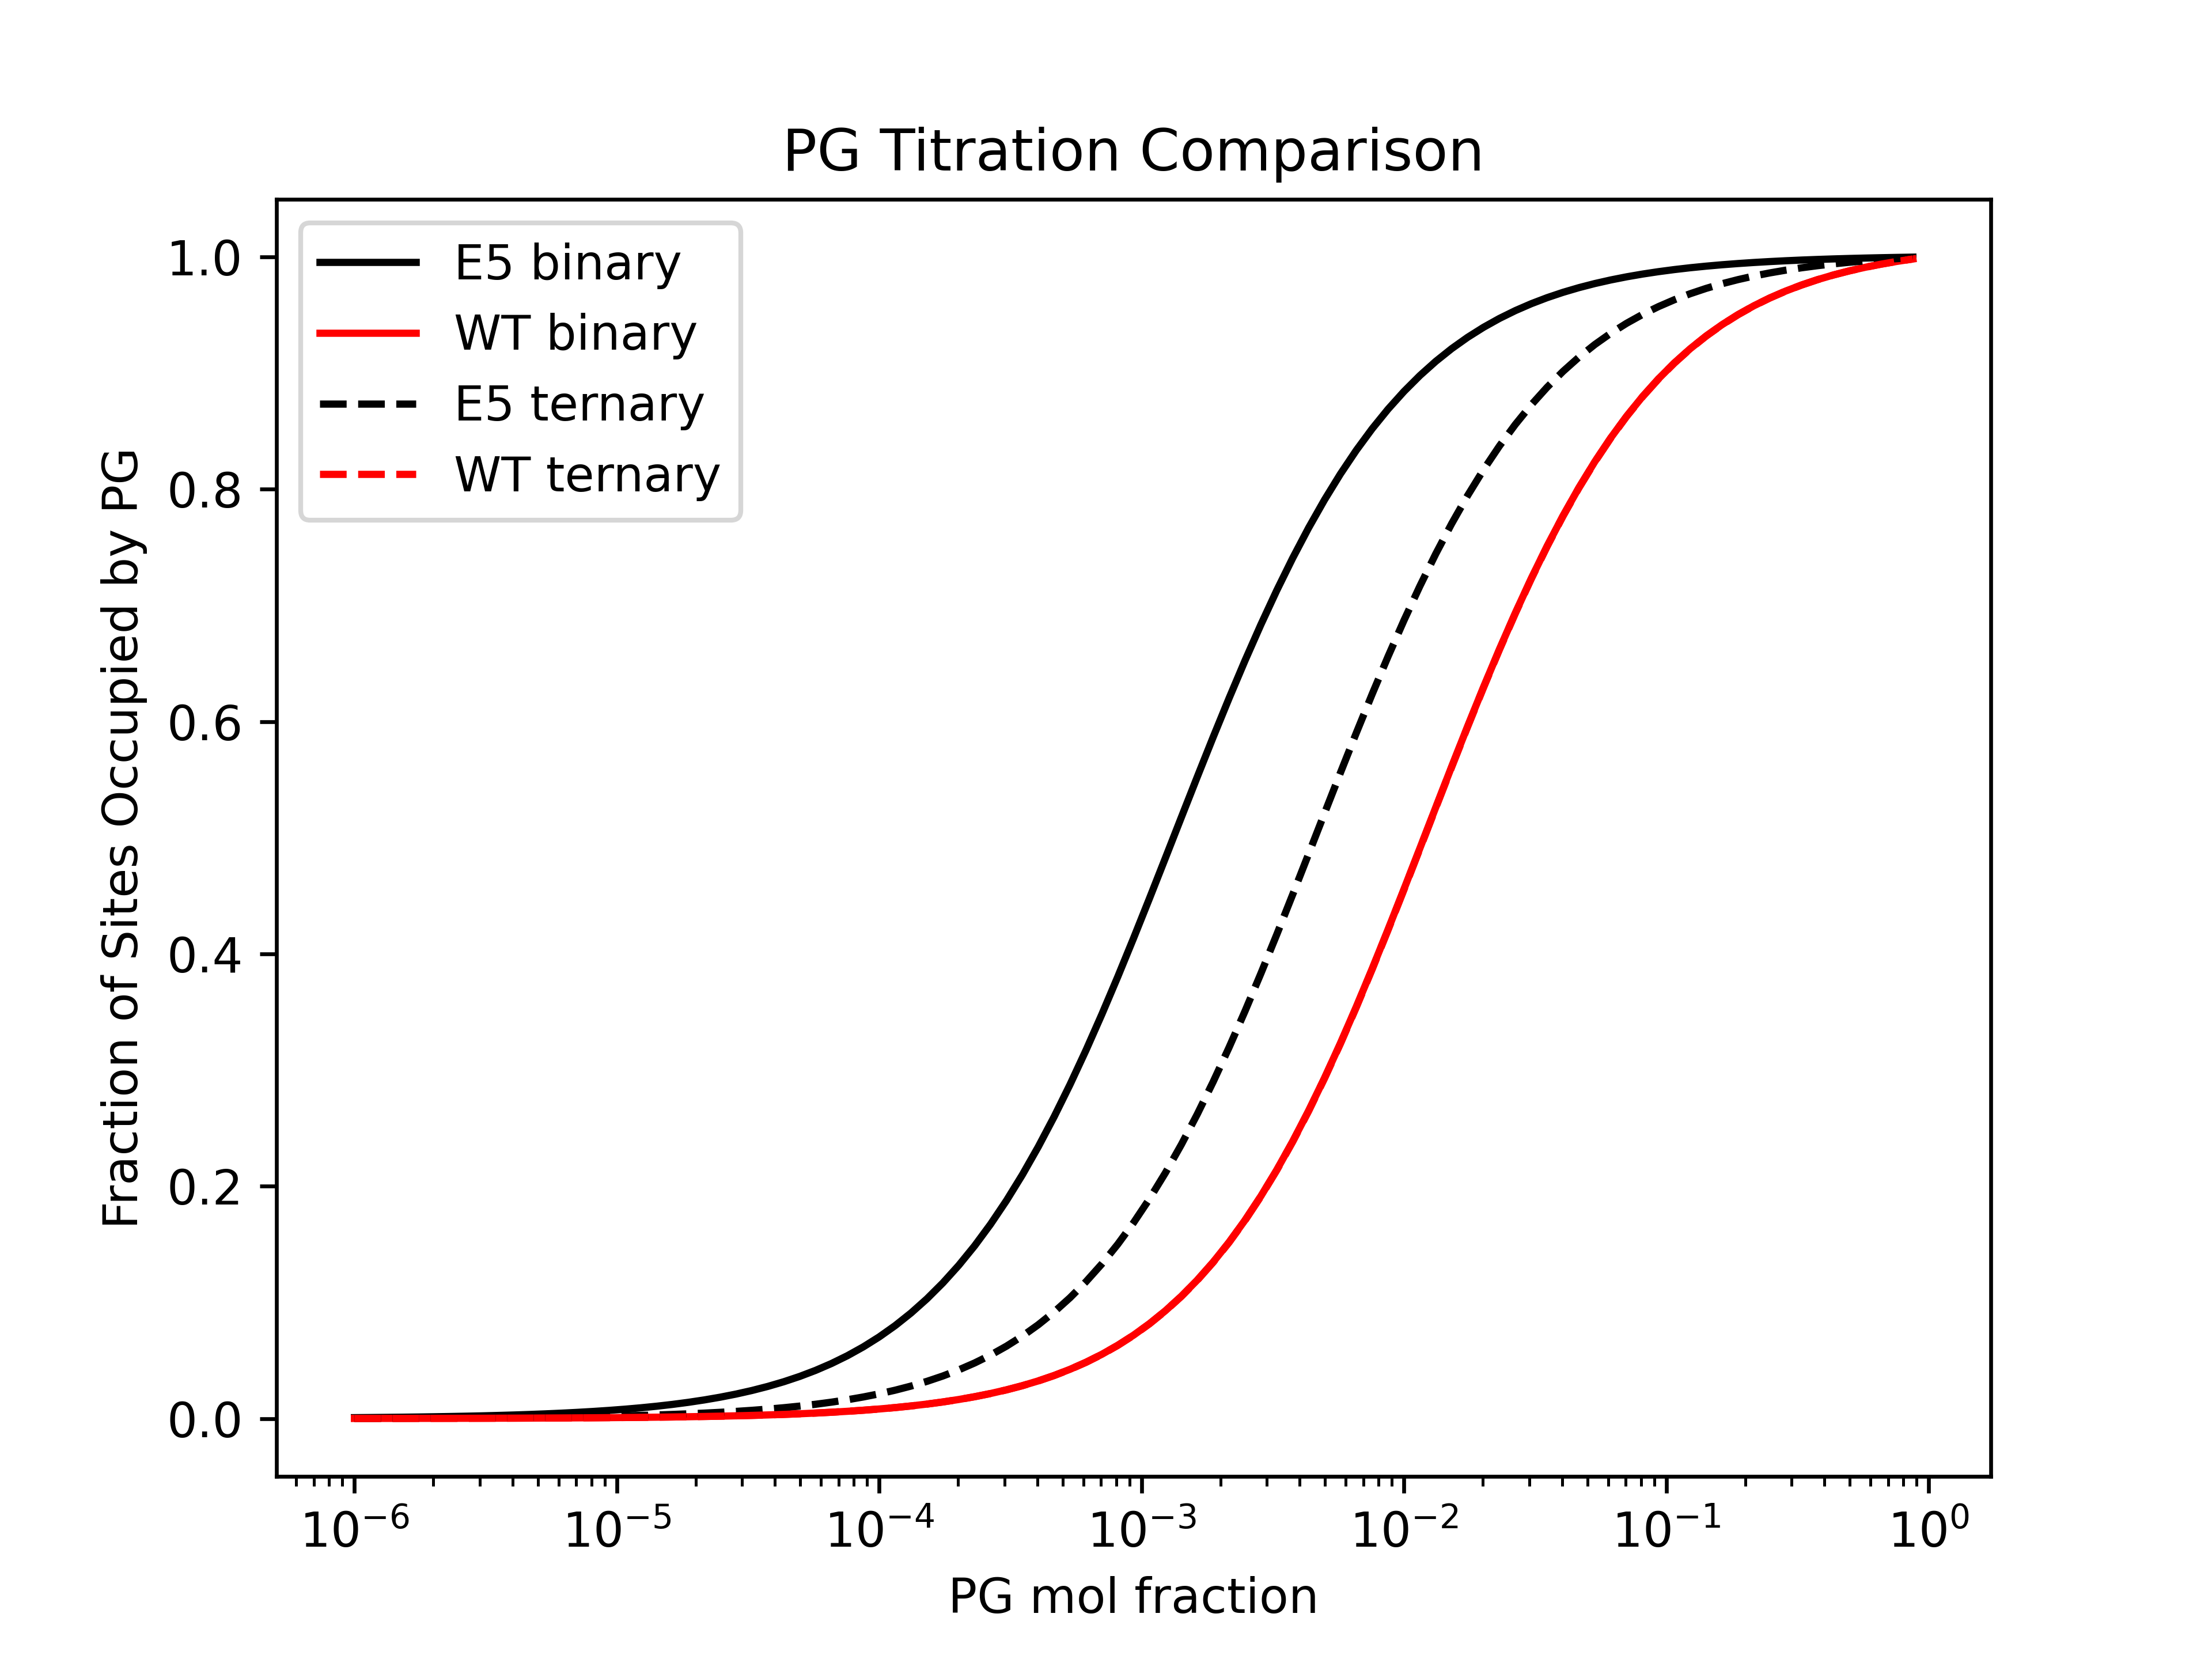 PG Titration Comparison
E5 binary
WT binary
E5 ternary
WT ternary
Fraction of Sites Occupied by PG
1.0
0.8
0.6
0.4
0.2
0.0
10⁻⁶ 10⁻⁵ 10⁻⁴ 10⁻³ 10⁻² 10⁻¹ 10⁰
PG mol fraction